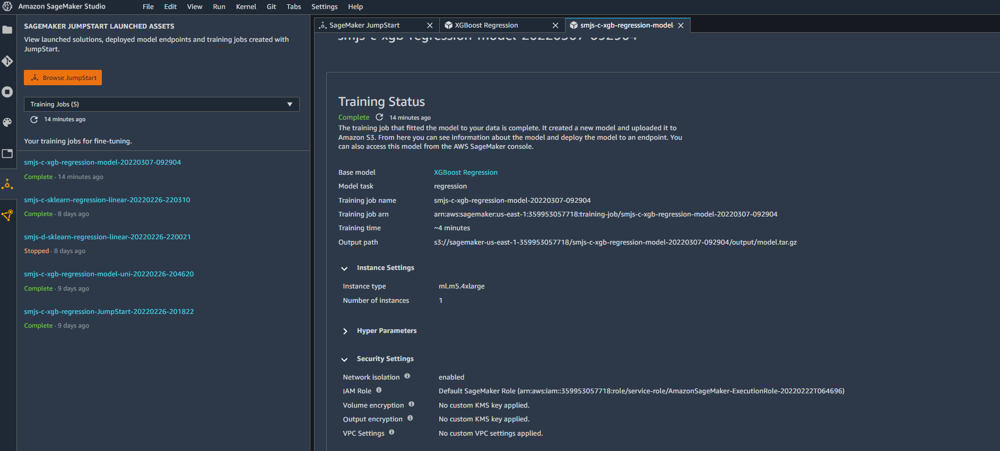 Amazon SageMaker Studio
File Edit View Run Kernel Git Tabs Settings Help
SAGEMAKER JUMPSTART LAUNCHED ASSETS
View launched solutions, deployed model endpoints and training jobs created with
JumpStart.
Browse JumpStart
Training Jobs (5)
14 minutes ago
Your training jobs for fine-tuning.
smjs-c-xgb-regression-model-20220307-092904
Complete · 14 minutes ago
smjs-c-sklearn-regression-linear-20220226-220310
Complete · 8 days ago
smjs-d-sklearn-regression-linear-20220226-220021
Stopped · 8 days ago
smjs-c-xgb-regression-model-uni-20220226-204620
Complete · 9 days ago
smjs-c-xgb-regression-JumpStart-20220226-201822
Complete · 9 days ago
SageMaker JumpStart
XGBoost Regression
smjs-c-xgb-regression-model-
smjs-c-xgb-regression-model-20220307-092904
Training Status
Complete 14 minutes ago
The training job that fitted the model to your data is complete. It created a new model and uploaded it to
Amazon S3. From here you can see information about the model and deploy the model to an endpoint. You
can also access this model from the AWS SageMaker console.
Base model XGBoost Regression
Model task regression
Training job name smjs-c-xgb-regression-model-20220307-092904
Training job arn arn:aws:sagemaker:us-east-1:359953057718:training-job/smjs-c-xgb-regression-model-20220307-092904
Training time ~4 minutes
Output path s3://sagemaker-us-east-1-359953057718/smjs-c-xgb-regression-model-20220307-092904/output/model.tar.gz
Instance Settings
Instance type ml.m5.4xlarge
Number of instances 1
Hyper Parameters
Security Settings
Network isolation enabled
IAM Role Default SageMaker Role (arn:aws:iam::359953057718:role/service-role/AmazonSageMaker-ExecutionRole-20220222T064696)
Volume encryption No custom KMS key applied.
Output encryption No custom KMS key applied.
VPC Settings No custom VPC settings applied.